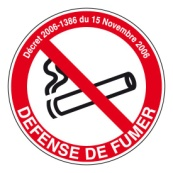 Décret 2006-1386 du 15 Novembre 2006
DEFENSE DE FUMER